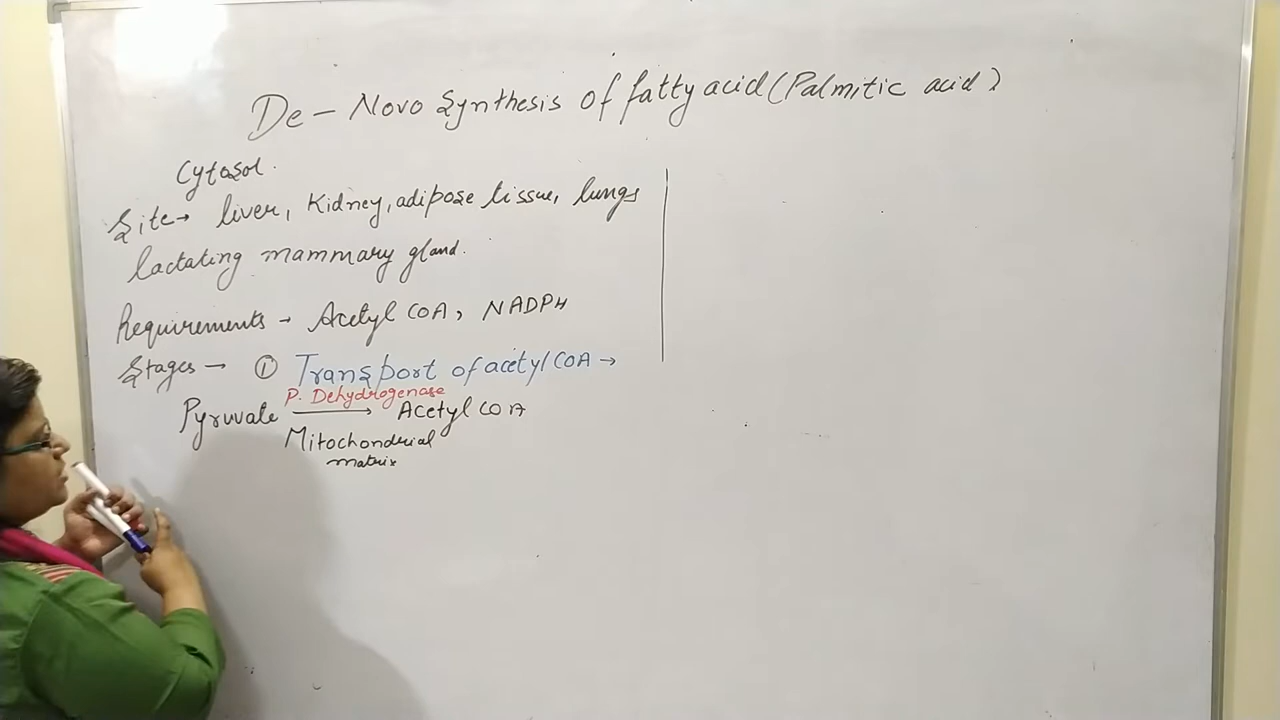 De-Novo Synthesis of fatty acid (Palmitic acid)
Cytosol.
Site → liver, Kidney, adipose tissue, lungs
lactating mammary gland.
Requirements → Acetyl COA, NADPH
Stages → ① Transport of acetyl COA →
P. Dehydrogenase
Pyruvate → Acetyl COA
Mitochondrial
matrix